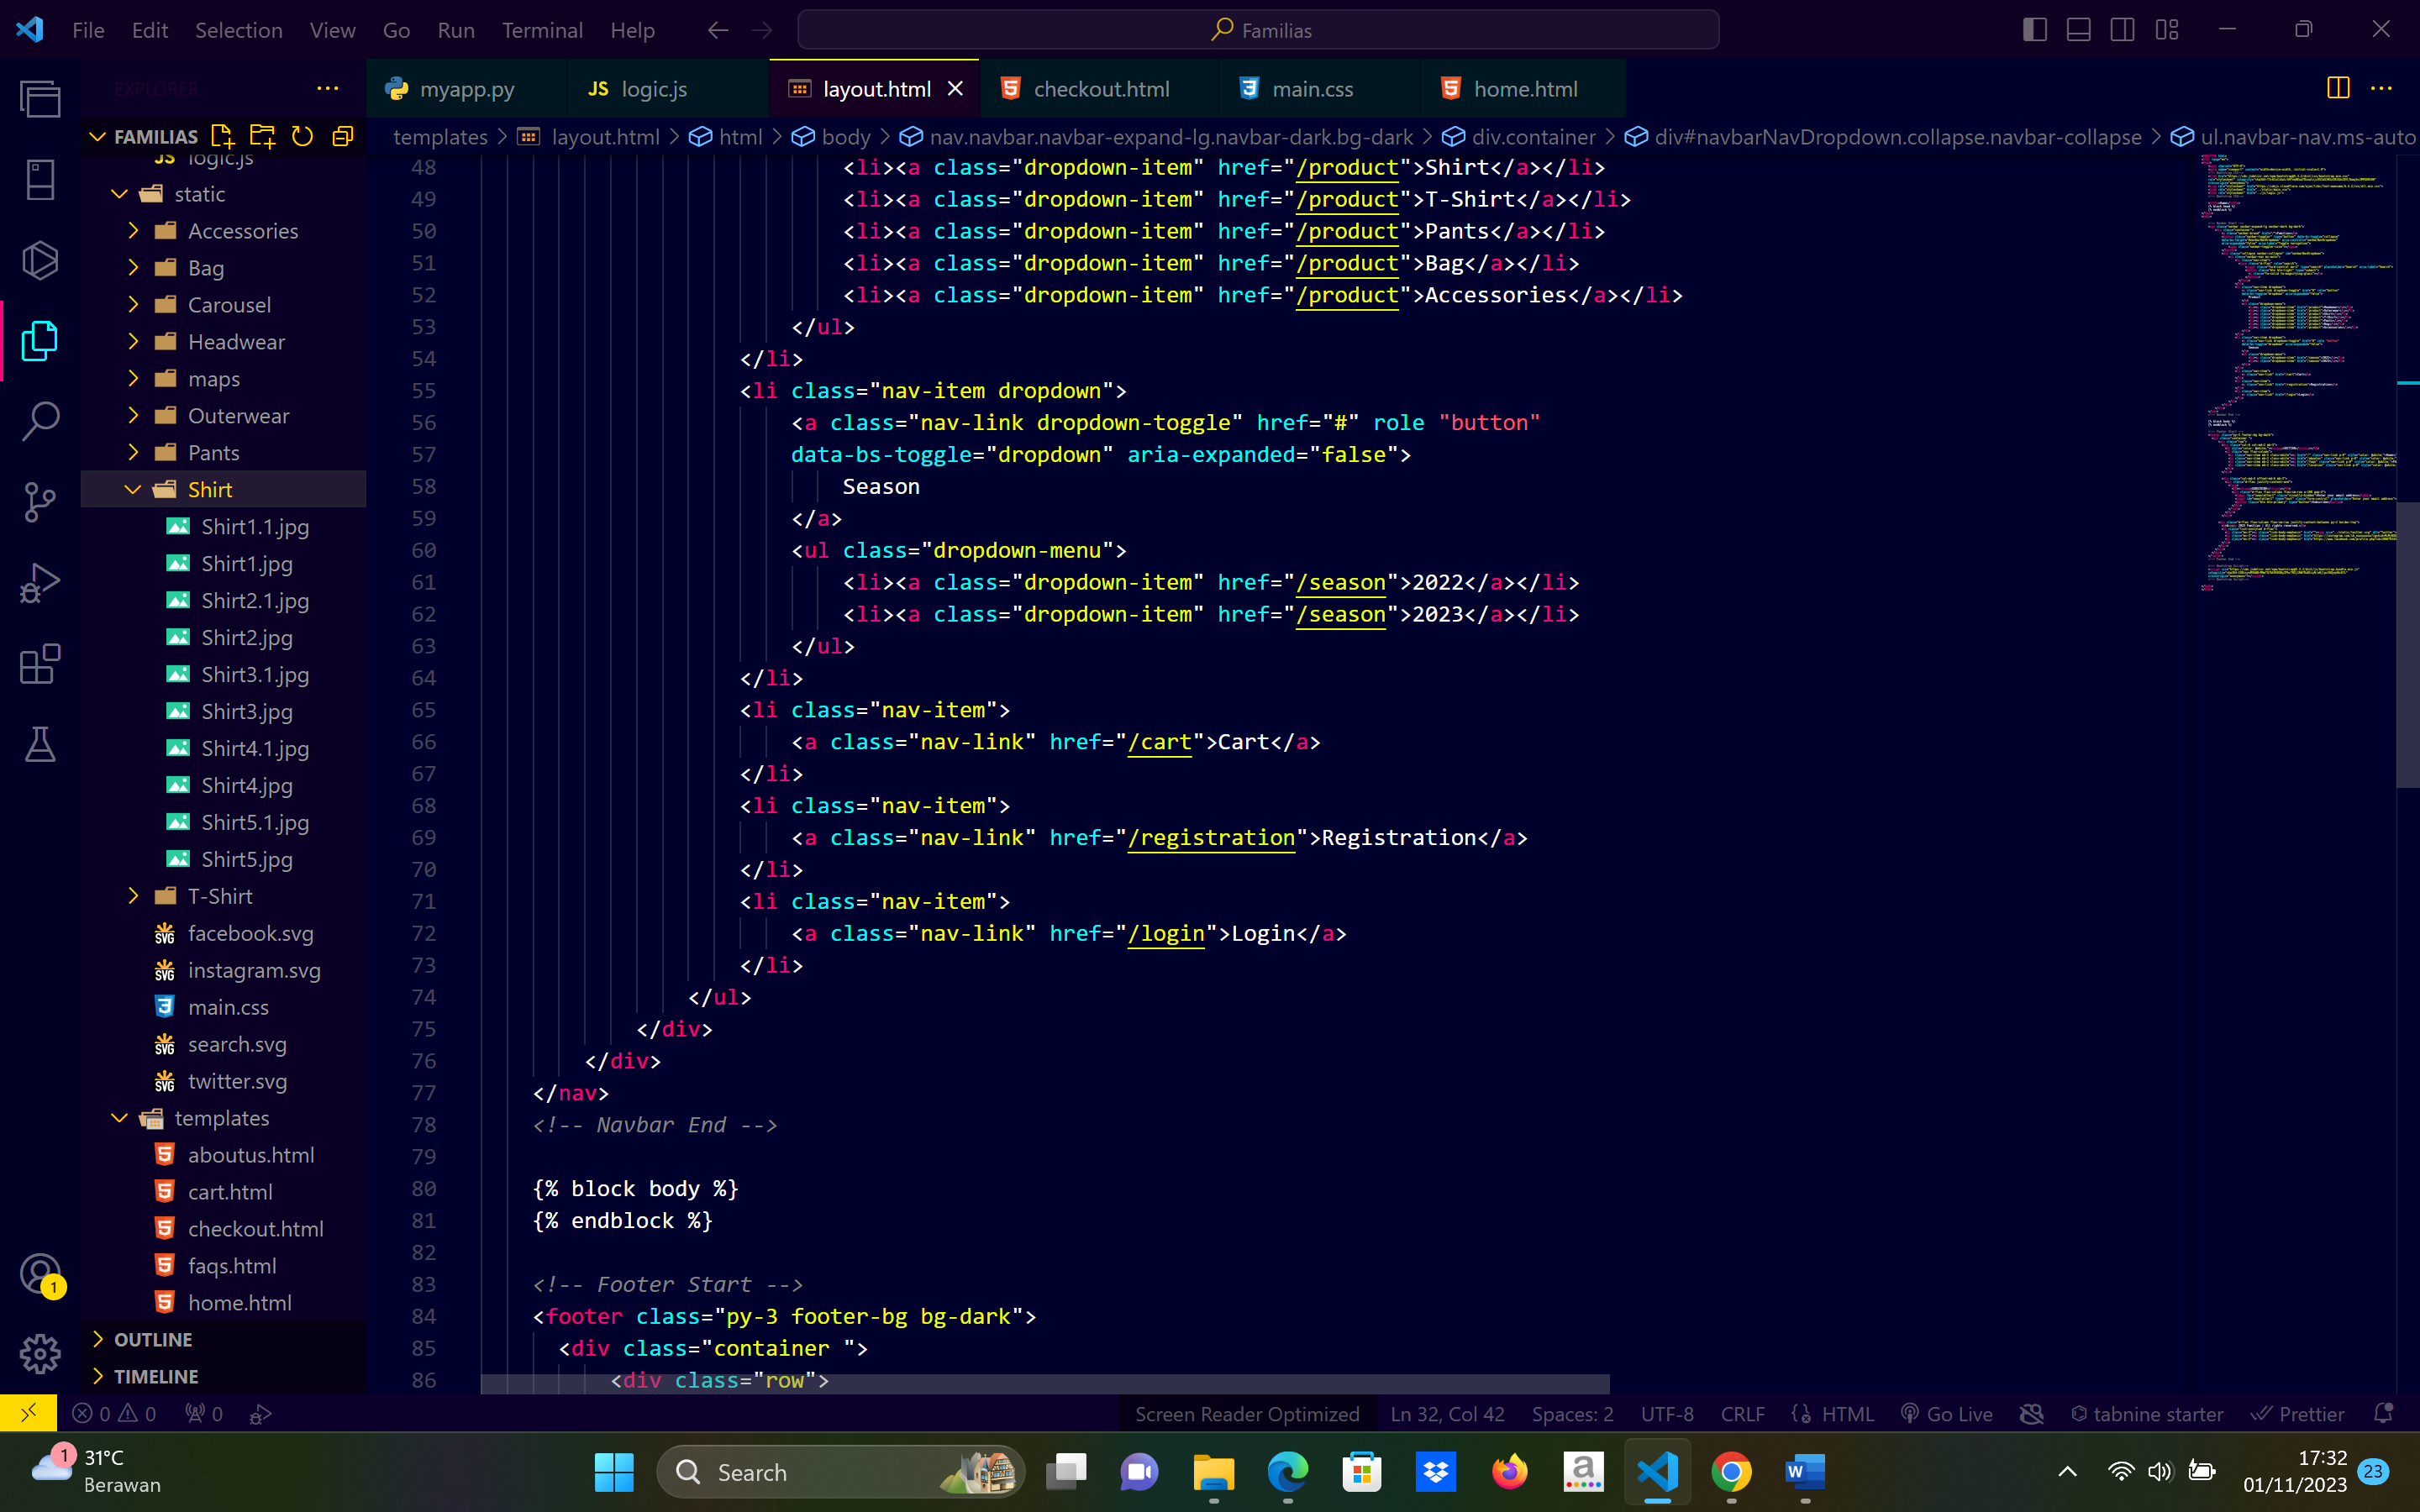 File Edit Selection View Go Run Terminal Help Familias
EXPLORER
myapp.py
JS logic.js
layout.html
checkout.html
main.css
home.html
FAMILIAS
templates > layout.html > html > body > nav.navbar.navbar-expand-lg.navbar-dark.bg-dark > div.container > div#navbarNavDropdown.collapse.navbar-collapse > ul.navbar-nav.ms-auto
JS logic.js
static
Accessories
Bag
Carousel
Headwear
maps
Outerwear
Pants
Shirt
Shirt1.1.jpg
Shirt1.jpg
Shirt2.1.jpg
Shirt2.jpg
Shirt3.1.jpg
Shirt3.jpg
Shirt4.1.jpg
Shirt4.jpg
Shirt5.1.jpg
Shirt5.jpg
T-Shirt
SVG facebook.svg
SVG instagram.svg
main.css
SVG search.svg
SVG twitter.svg
templates
aboutus.html
cart.html
checkout.html
faqs.html
home.html
OUTLINE
TIMELINE
1
48 <li><a class="dropdown-item" href="/product">Shirt</a></li>
49 <li><a class="dropdown-item" href="/product">T-Shirt</a></li>
50 <li><a class="dropdown-item" href="/product">Pants</a></li>
51 <li><a class="dropdown-item" href="/product">Bag</a></li>
52 <li><a class="dropdown-item" href="/product">Accessories</a></li>
53 </ul>
54 </li>
55 <li class="nav-item dropdown">
56 <a class="nav-link dropdown-toggle" href="#" role "button"
57 data-bs-toggle="dropdown" aria-expanded="false">
58 Season
59 </a>
60 <ul class="dropdown-menu">
61 <li><a class="dropdown-item" href="/season">2022</a></li>
62 <li><a class="dropdown-item" href="/season">2023</a></li>
63 </ul>
64 </li>
65 <li class="nav-item">
66 <a class="nav-link" href="/cart">Cart</a>
67 </li>
68 <li class="nav-item">
69 <a class="nav-link" href="/registration">Registration</a>
70 </li>
71 <li class="nav-item">
72 <a class="nav-link" href="/login">Login</a>
73 </li>
74 </ul>
75 </div>
76 </div>
77 </nav>
78 <!-- Navbar End -->
79
80 {% block body %}
81 {% endblock %}
82
83 <!-- Footer Start -->
84 <footer class="py-3 footer-bg bg-dark">
85 <div class="container ">
86 <div class="row">
0 0 0 Screen Reader Optimized Ln 32, Col 42 Spaces: 2 UTF-8 CRLF {} HTML Go Live tabnine starter Prettier
1 31°C
Berawan
Search
a
W
17:32
01/11/2023
23